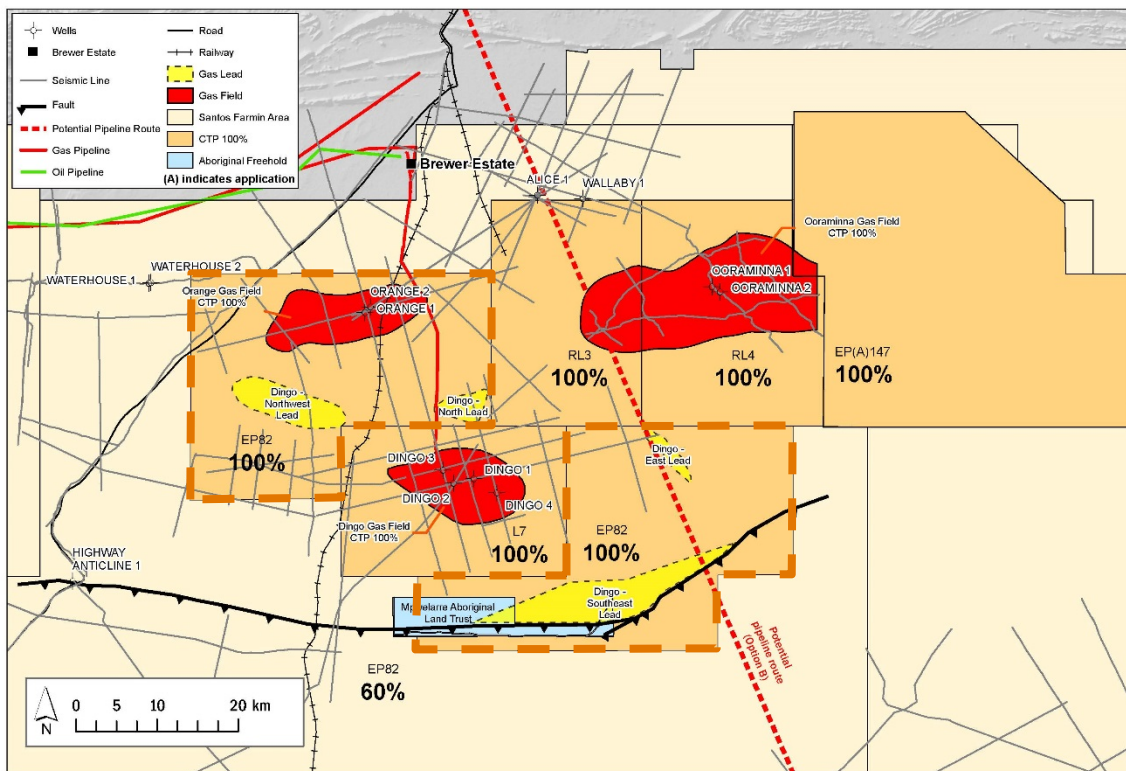 Wells
Brewer Estate
Seismic Line
Fault
Potential Pipeline Route
Gas Pipeline
Oil Pipeline
Road
Railway
Gas Lead
Gas Field
Santos Farmin Area
CTP 100%
Aboriginal Freehold
(A) indicates application
Brewer Estate
ALICE 1
WALLABY 1
Ooraminna Gas Field
CTP 100%
WATERHOUSE 2
WATERHOUSE 1
OORAMINNA 1
OORAMINNA 2
Orange Gas Field
CTP 100%
ORANGE 2
ORANGE 1
RL3
100%
RL4
100%
EP(A)147
100%
Dingo -
Northwest
Lead
Dingo -
North Lead
EP82
100%
Dingo -
East Lead
DINGO 3
DINGO 1
DINGO 2
DINGO 4
Dingo Gas Field
CTP 100%
L7
100%
EP82
100%
HIGHWAY
ANTICLINE 1
Dingo -
Southeast
Lead
Aboriginal
Land Trust
Potential
pipeline route
(Option B)
EP82
60%
N
0 5 10 20 km